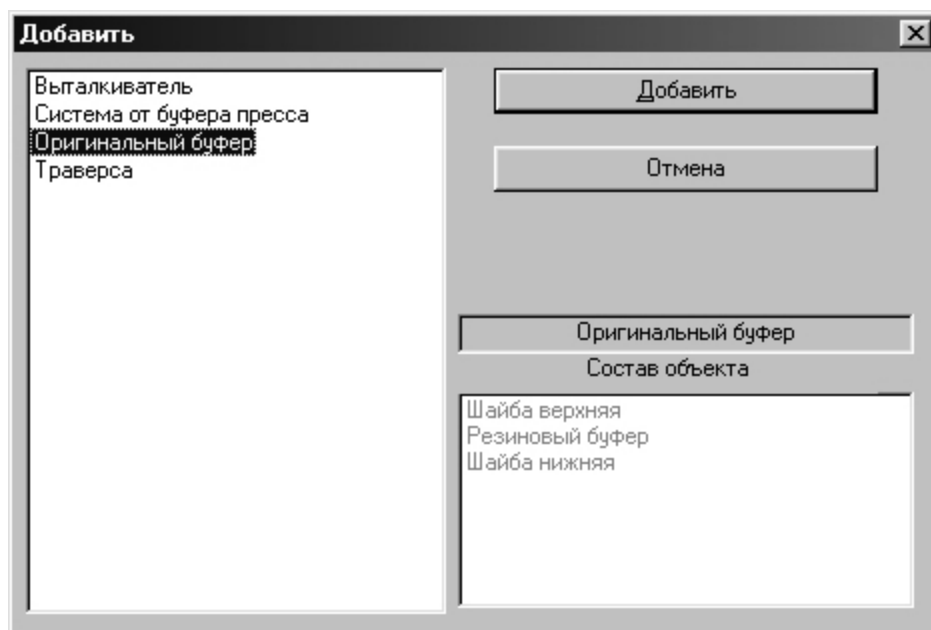 Добавить
Выталкиватель
Система от буфера пресса
Оригинальный буфер
Траверса
Добавить
Отмена
Оригинальный буфер
Состав объекта
Шайба верхняя
Резиновый буфер
Шайба нижняя